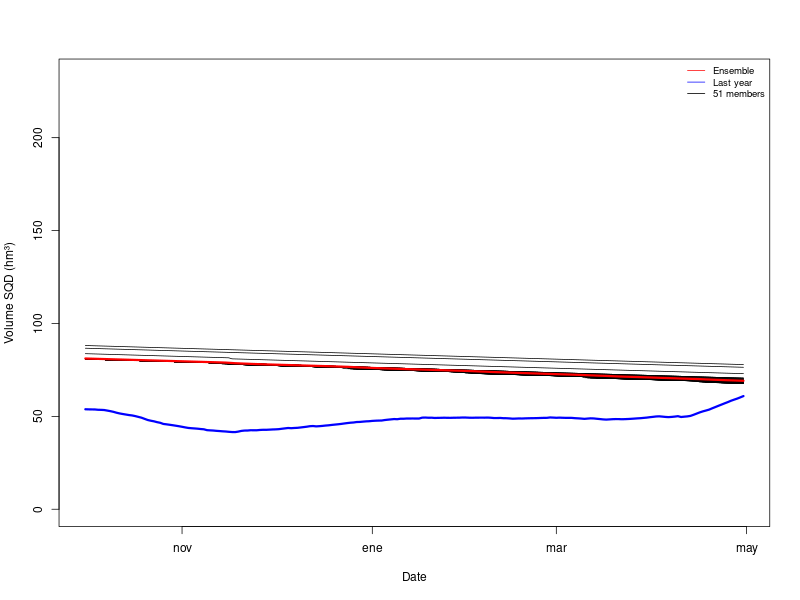 Ensemble
Last year
51 members
Volume SQD (hm³)
200
150
100
50
0
nov
ene
mar
may
Date